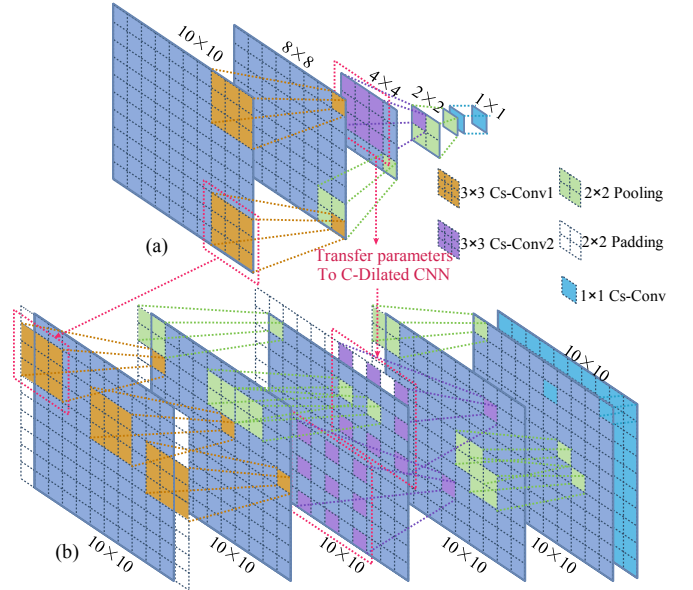 10×10
8×8
4×4
2×2
1×1
3×3 Cs-Conv1
2×2 Pooling
(a)
3×3 Cs-Conv2
2×2 Padding
Transfer parameters
To C-Dilated CNN
1×1 Cs-Conv
10×10
(b)
10×10
10×10
10×10
10×10
10×10